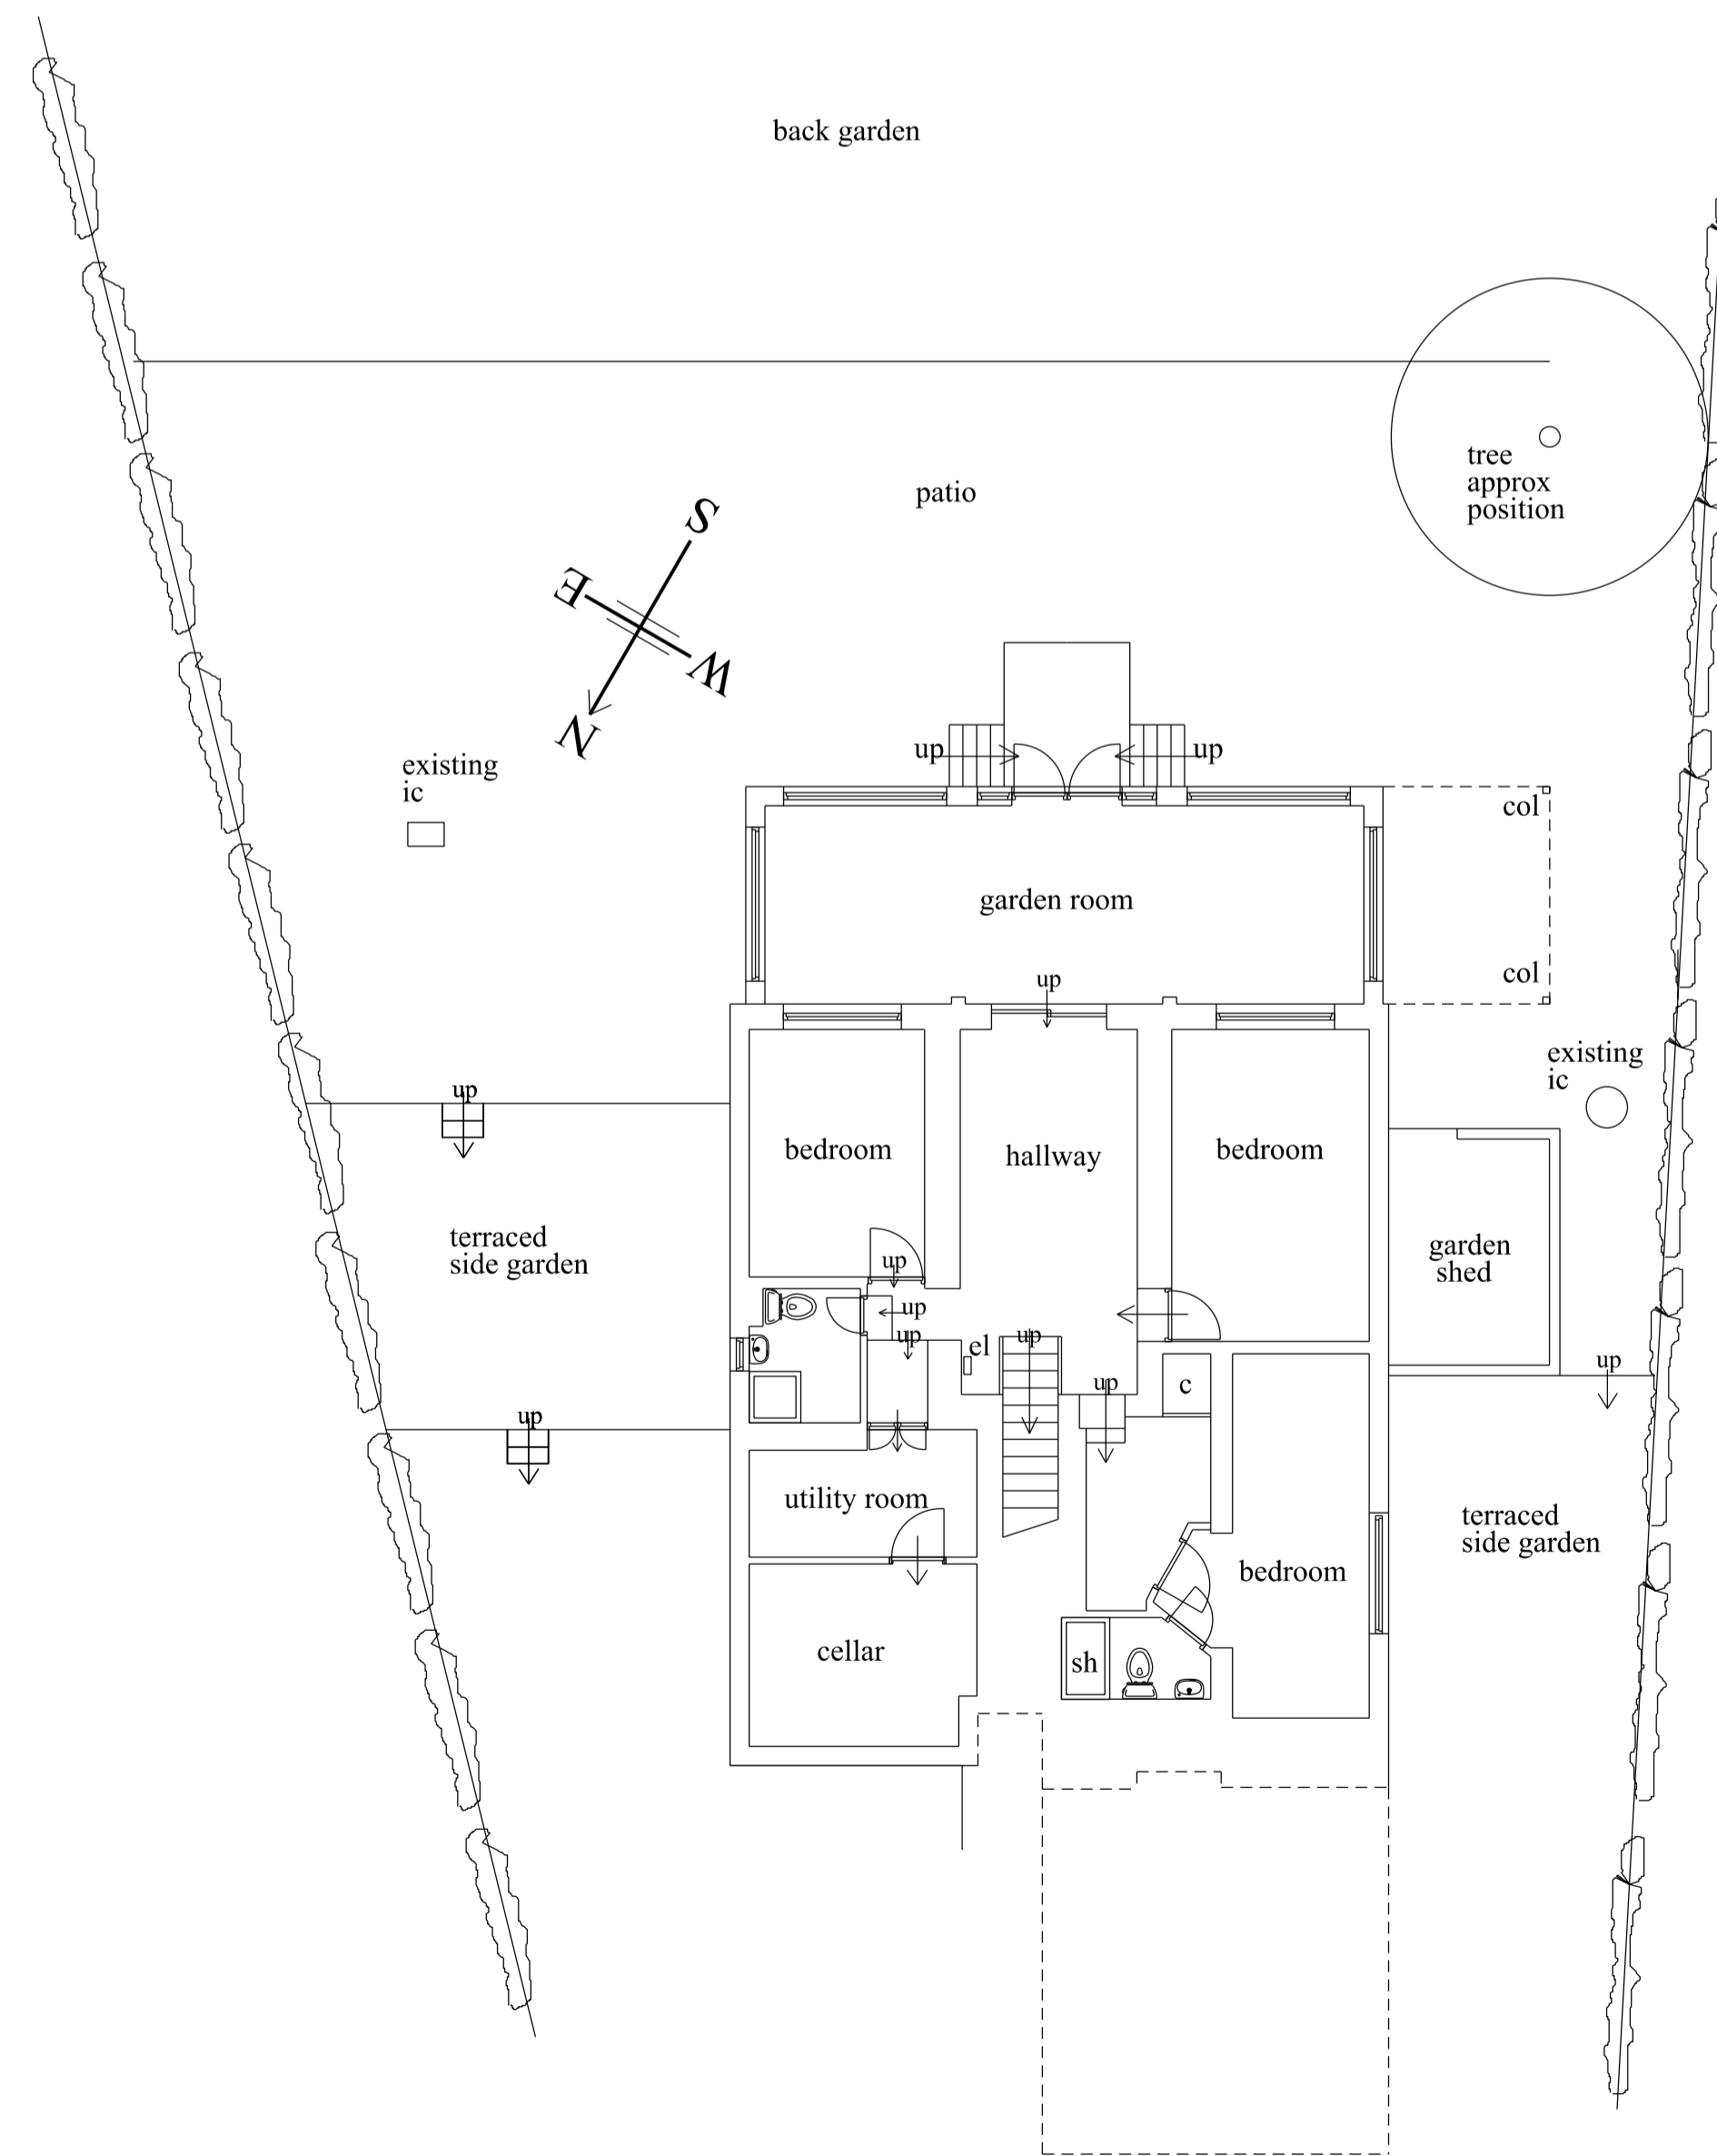 back garden
tree
approx
position
patio
S
E
W
N
up
up
existing
ic
col
garden room
col
up
existing
ic
up
bedroom
hallway
bedroom
terraced
side garden
garden
shed
up
up
up
up
el
up
up
c
up
utility room
terraced
side garden
bedroom
cellar
sh
up